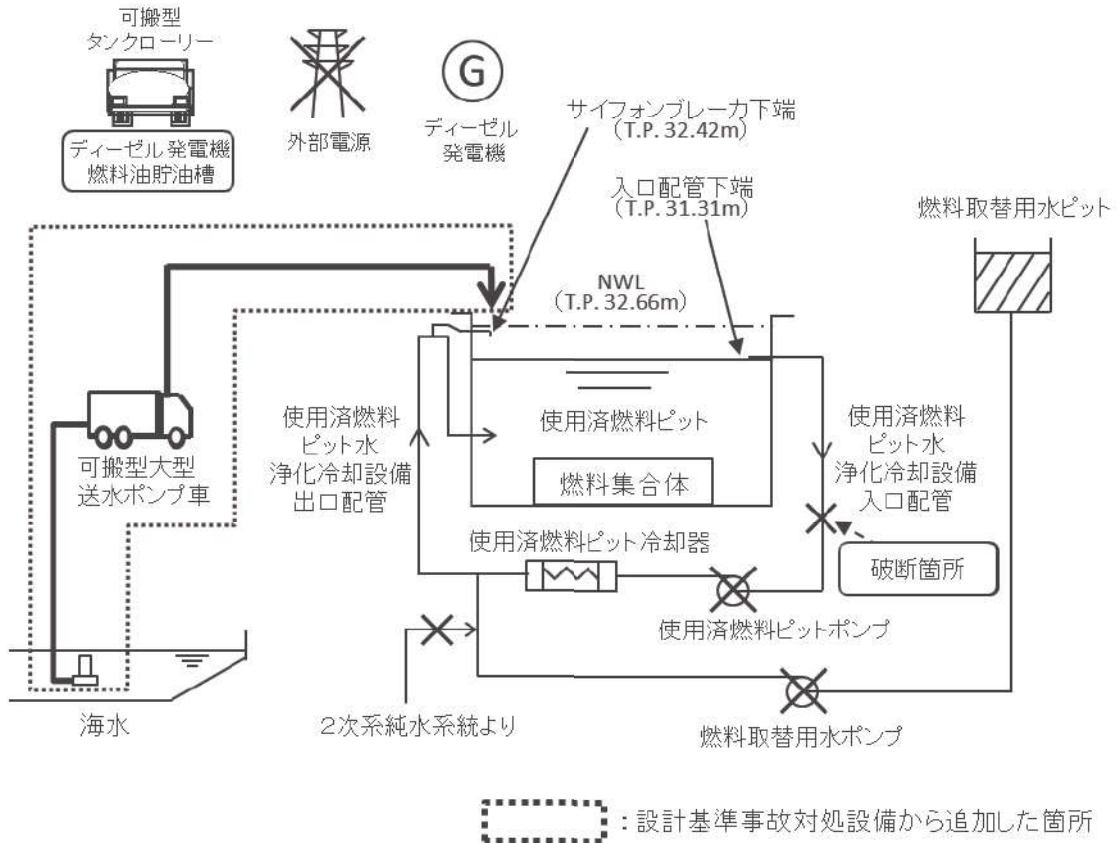 可搬型
タンクローリー
ディーゼル発電機
燃料油貯油槽
外部電源
G
ディーゼル
発電機
サイフォンブレーカ下端
(T.P. 32.42m)
入口配管下端
(T.P. 31.31m)
燃料取替用水ピット
NWL
(T.P. 32.66m)
可搬型大型
送水ポンプ車
使用済燃料
ピット水
浄化冷却設備
出口配管
使用済燃料ピット
燃料集合体
使用済燃料
ピット水
浄化冷却設備
入口配管
破断箇所
使用済燃料ピット冷却器
使用済燃料ピットポンプ
海水
2次系純水系統より
燃料取替用水ポンプ
:設計基準事故対処設備から追加した箇所